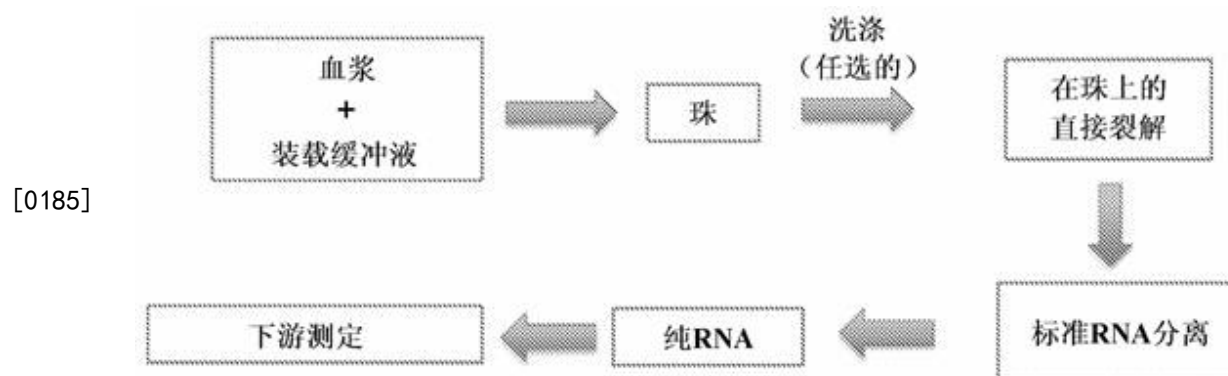 血浆
+
装载缓冲液
珠
洗涤
（任选的）
在珠上的
直接裂解
[0185]
标准RNA分离
纯RNA
下游测定